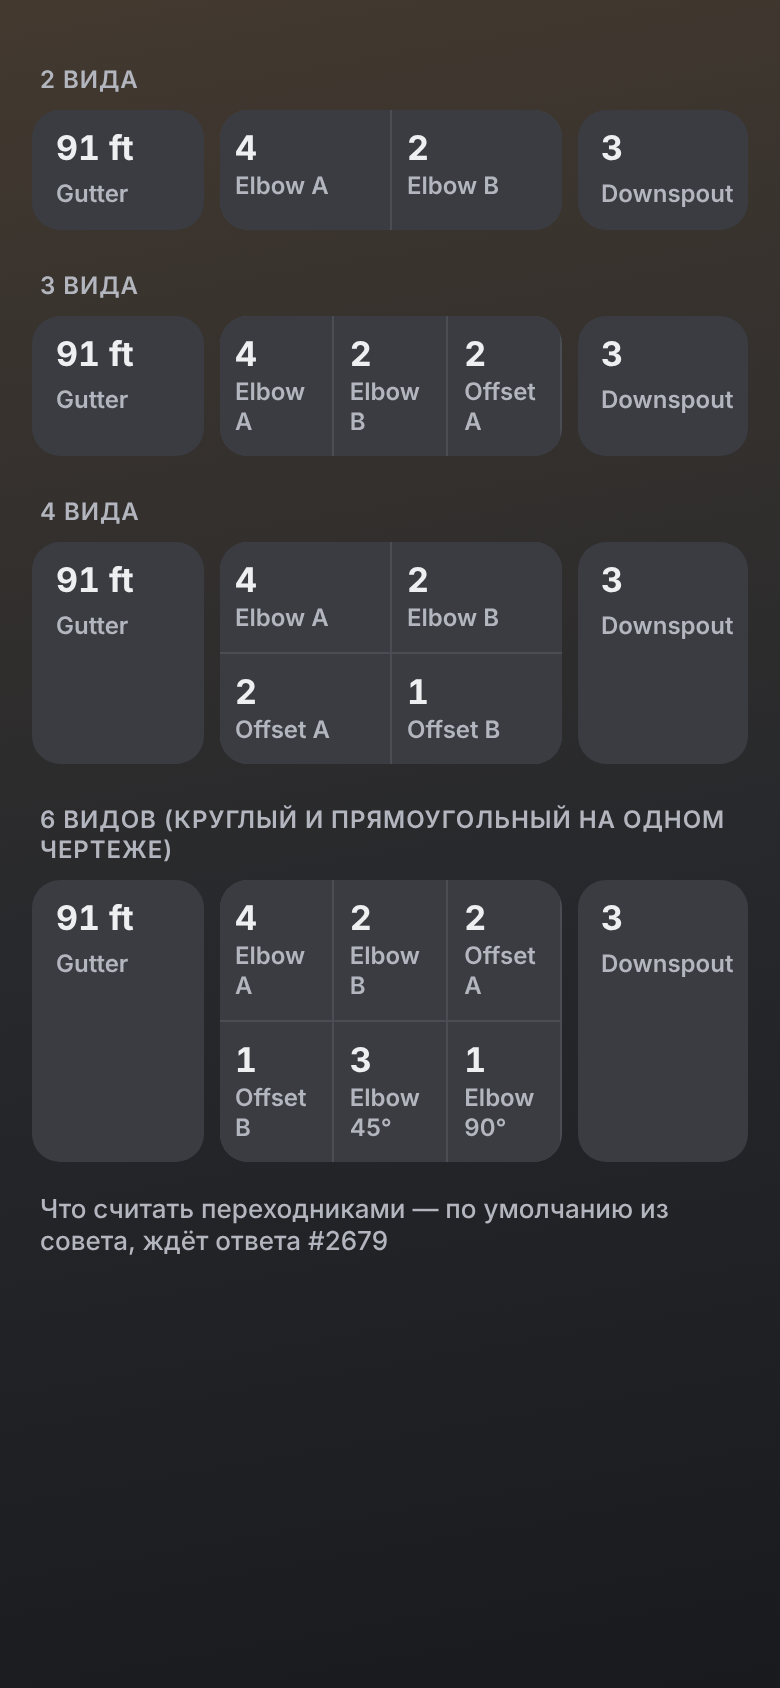 2 ВИДА
91 ft
Gutter
4
Elbow A
2
Elbow B
3
Downspout
3 ВИДА
91 ft
Gutter
4
Elbow
A
2
Elbow
B
2
Offset
A
3
Downspout
4 ВИДА
91 ft
Gutter
4
Elbow A
2
Elbow B
2
Offset A
1
Offset B
3
Downspout
6 ВИДОВ (КРУГЛЫЙ И ПРЯМОУГОЛЬНЫЙ НА ОДНОМ
ЧЕРТЕЖЕ)
91 ft
Gutter
4
Elbow
A
2
Elbow
B
2
Offset
A
1
Offset
B
3
Elbow
45°
1
Elbow
90°
3
Downspout
Что считать переходниками — по умолчанию из
совета, ждёт ответа #2679